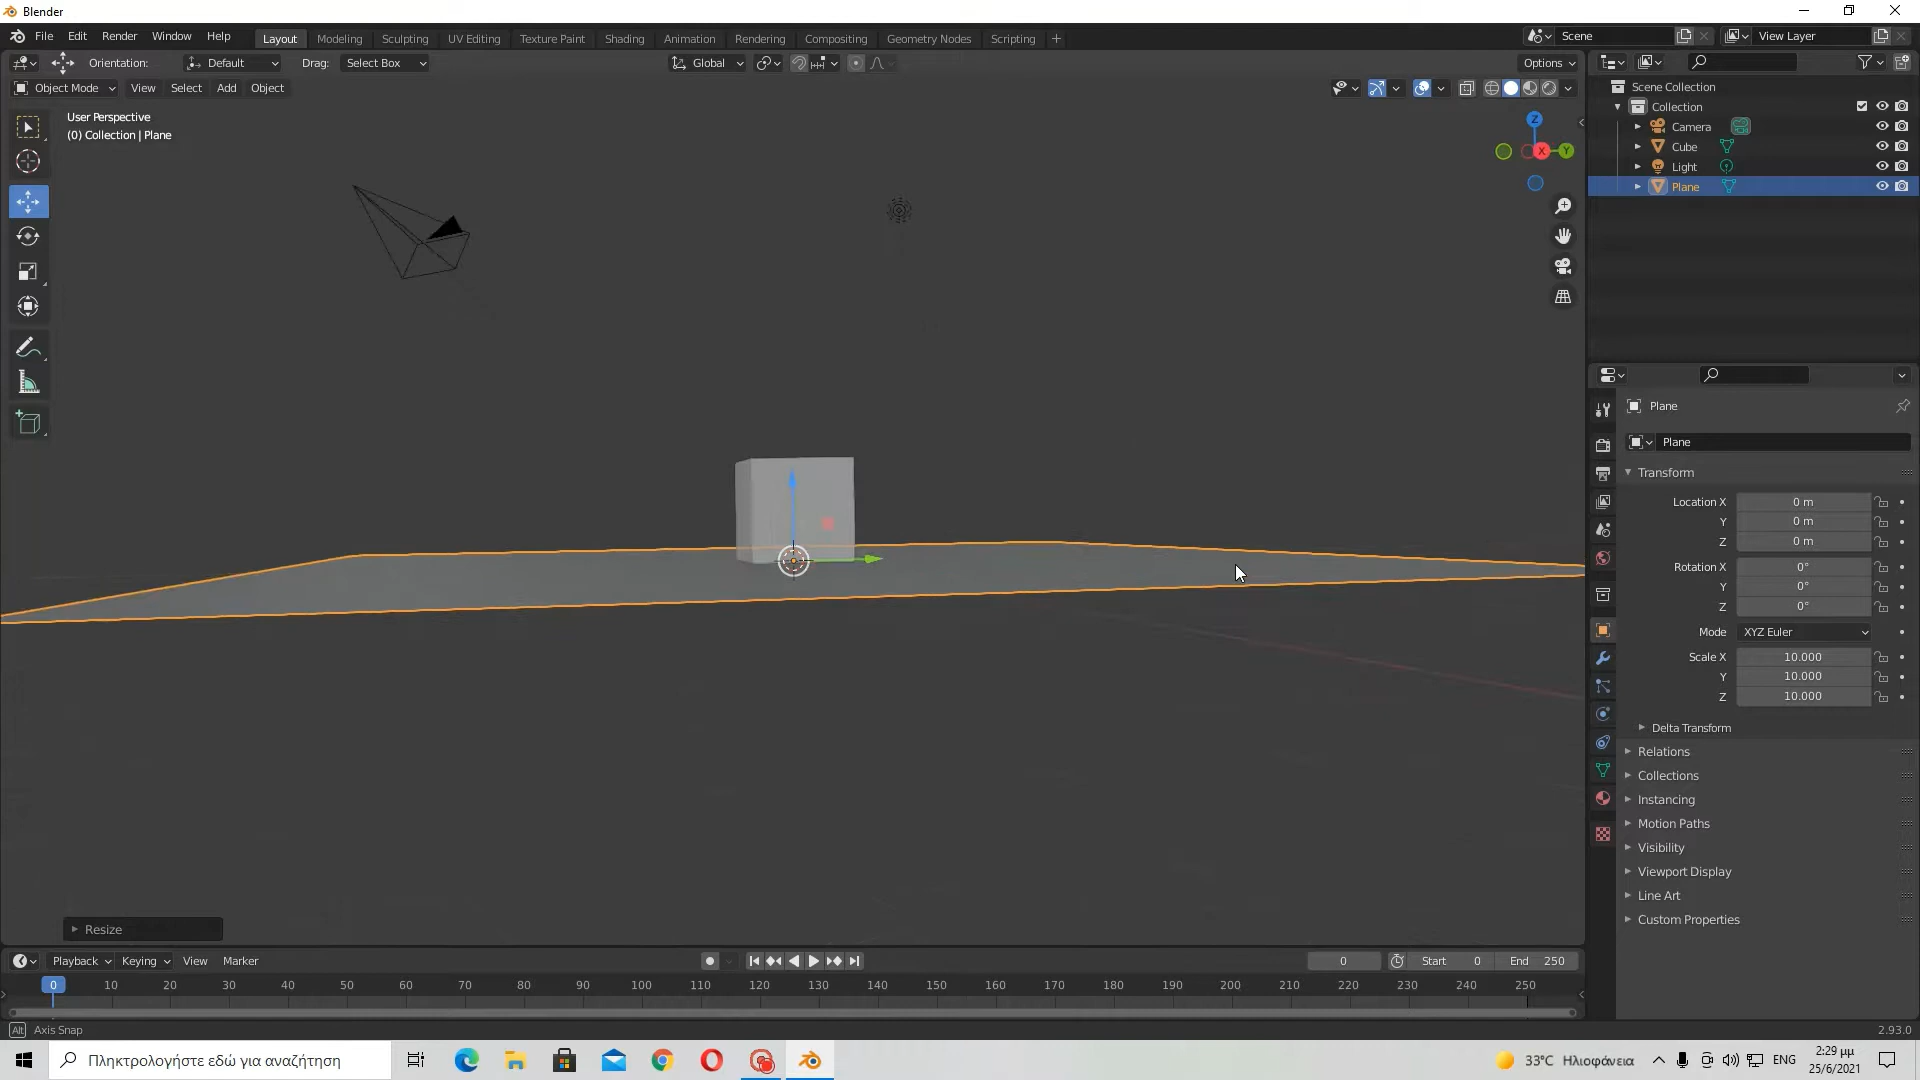 Blender
File Edit Render Window Help Layout Modeling Sculpting UV Editing Texture Paint Shading Animation Rendering Compositing Geometry Nodes Scripting + Scene View Layer
Orientation: Default Drag: Select Box Global Options
Object Mode View Select Add Object
User Perspective
(0) Collection | Plane
Z
X
Y
Scene Collection
Collection
Camera
Cube
Light
Plane
Plane
Plane
Transform
Location X 0 m
Y 0 m
Z 0 m
Rotation X 0°
Y 0°
Z 0°
Mode XYZ Euler
Scale X 10.000
Y 10.000
Z 10.000
Delta Transform
Relations
Collections
Instancing
Motion Paths
Visibility
Viewport Display
Line Art
Custom Properties
Resize
Playback Keying View Marker 0 Start 0 End 250
0 10 20 30 40 50 60 70 80 90 100 110 120 130 140 150 160 170 180 190 200 210 220 230 240 250
Alt Axis Snap 2.93.0
Πληκτρολογήστε εδώ για αναζήτηση 33°C Ηλιοφάνεια ENG 2:29 μμ
25/6/2021